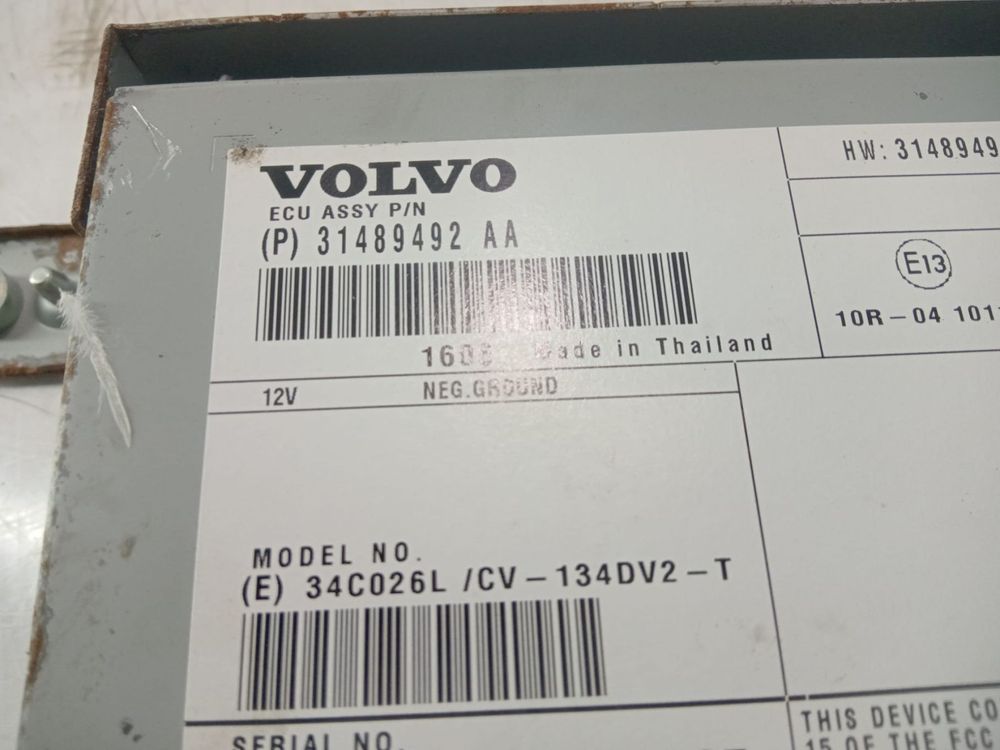 VOLVO
ECU ASSY P/N
(P) 31489492 AA
Made in Thailand
12V
NEG.GROUND
HW: 3148949
E13
10R-04 101
MODEL NO.
(E) 34C026L /CV-134DV2-T
SERIAL NO.
THIS DEVICE CO
15 OF THE FCC